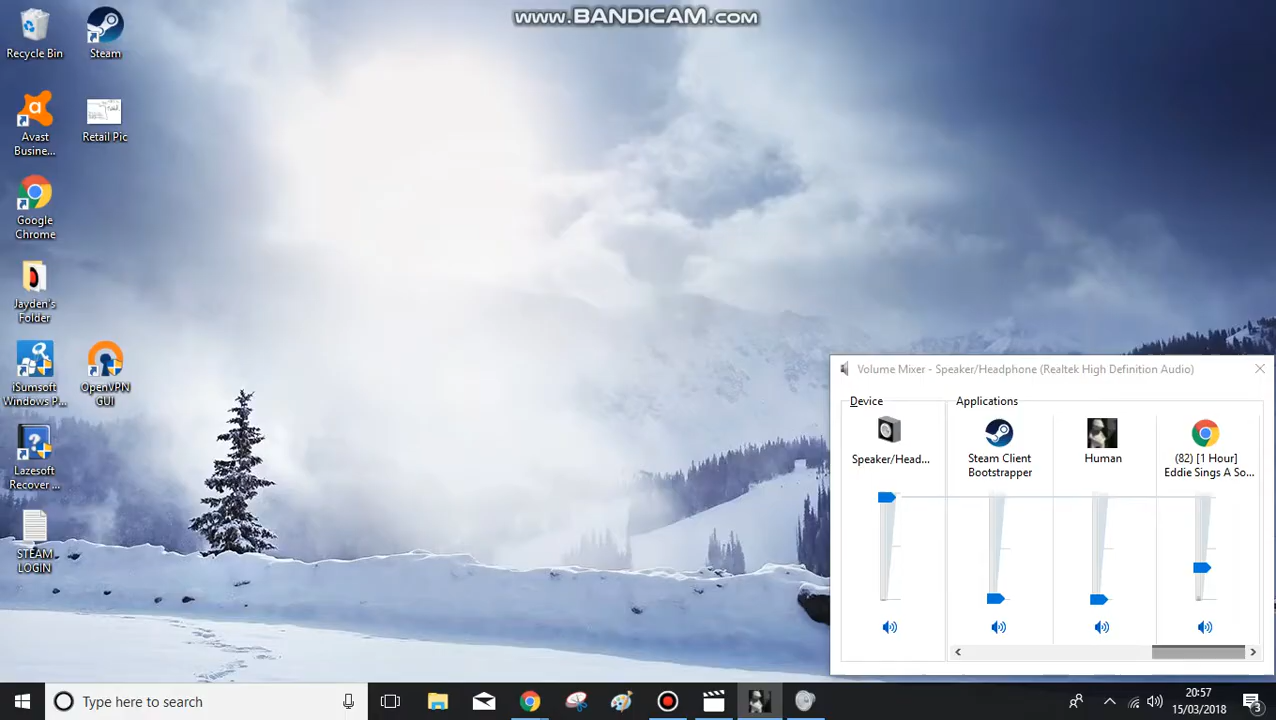 www.BANDICAM.com
Recycle Bin
Steam
Avast
Busine...
Retail Pic
Google
Chrome
Jayden's
Folder
iSumsoft
Windows P...
OpenVPN
GUI
Lazesoft
Recover ...
STEAM
LOGIN
Volume Mixer - Speaker/Headphone (Realtek High Definition Audio)
Device
Applications
Speaker/Head...
Steam Client
Bootstrapper
Human
(82) [1 Hour]
Eddie Sings A So...
Type here to search
20:57
15/03/2018
3